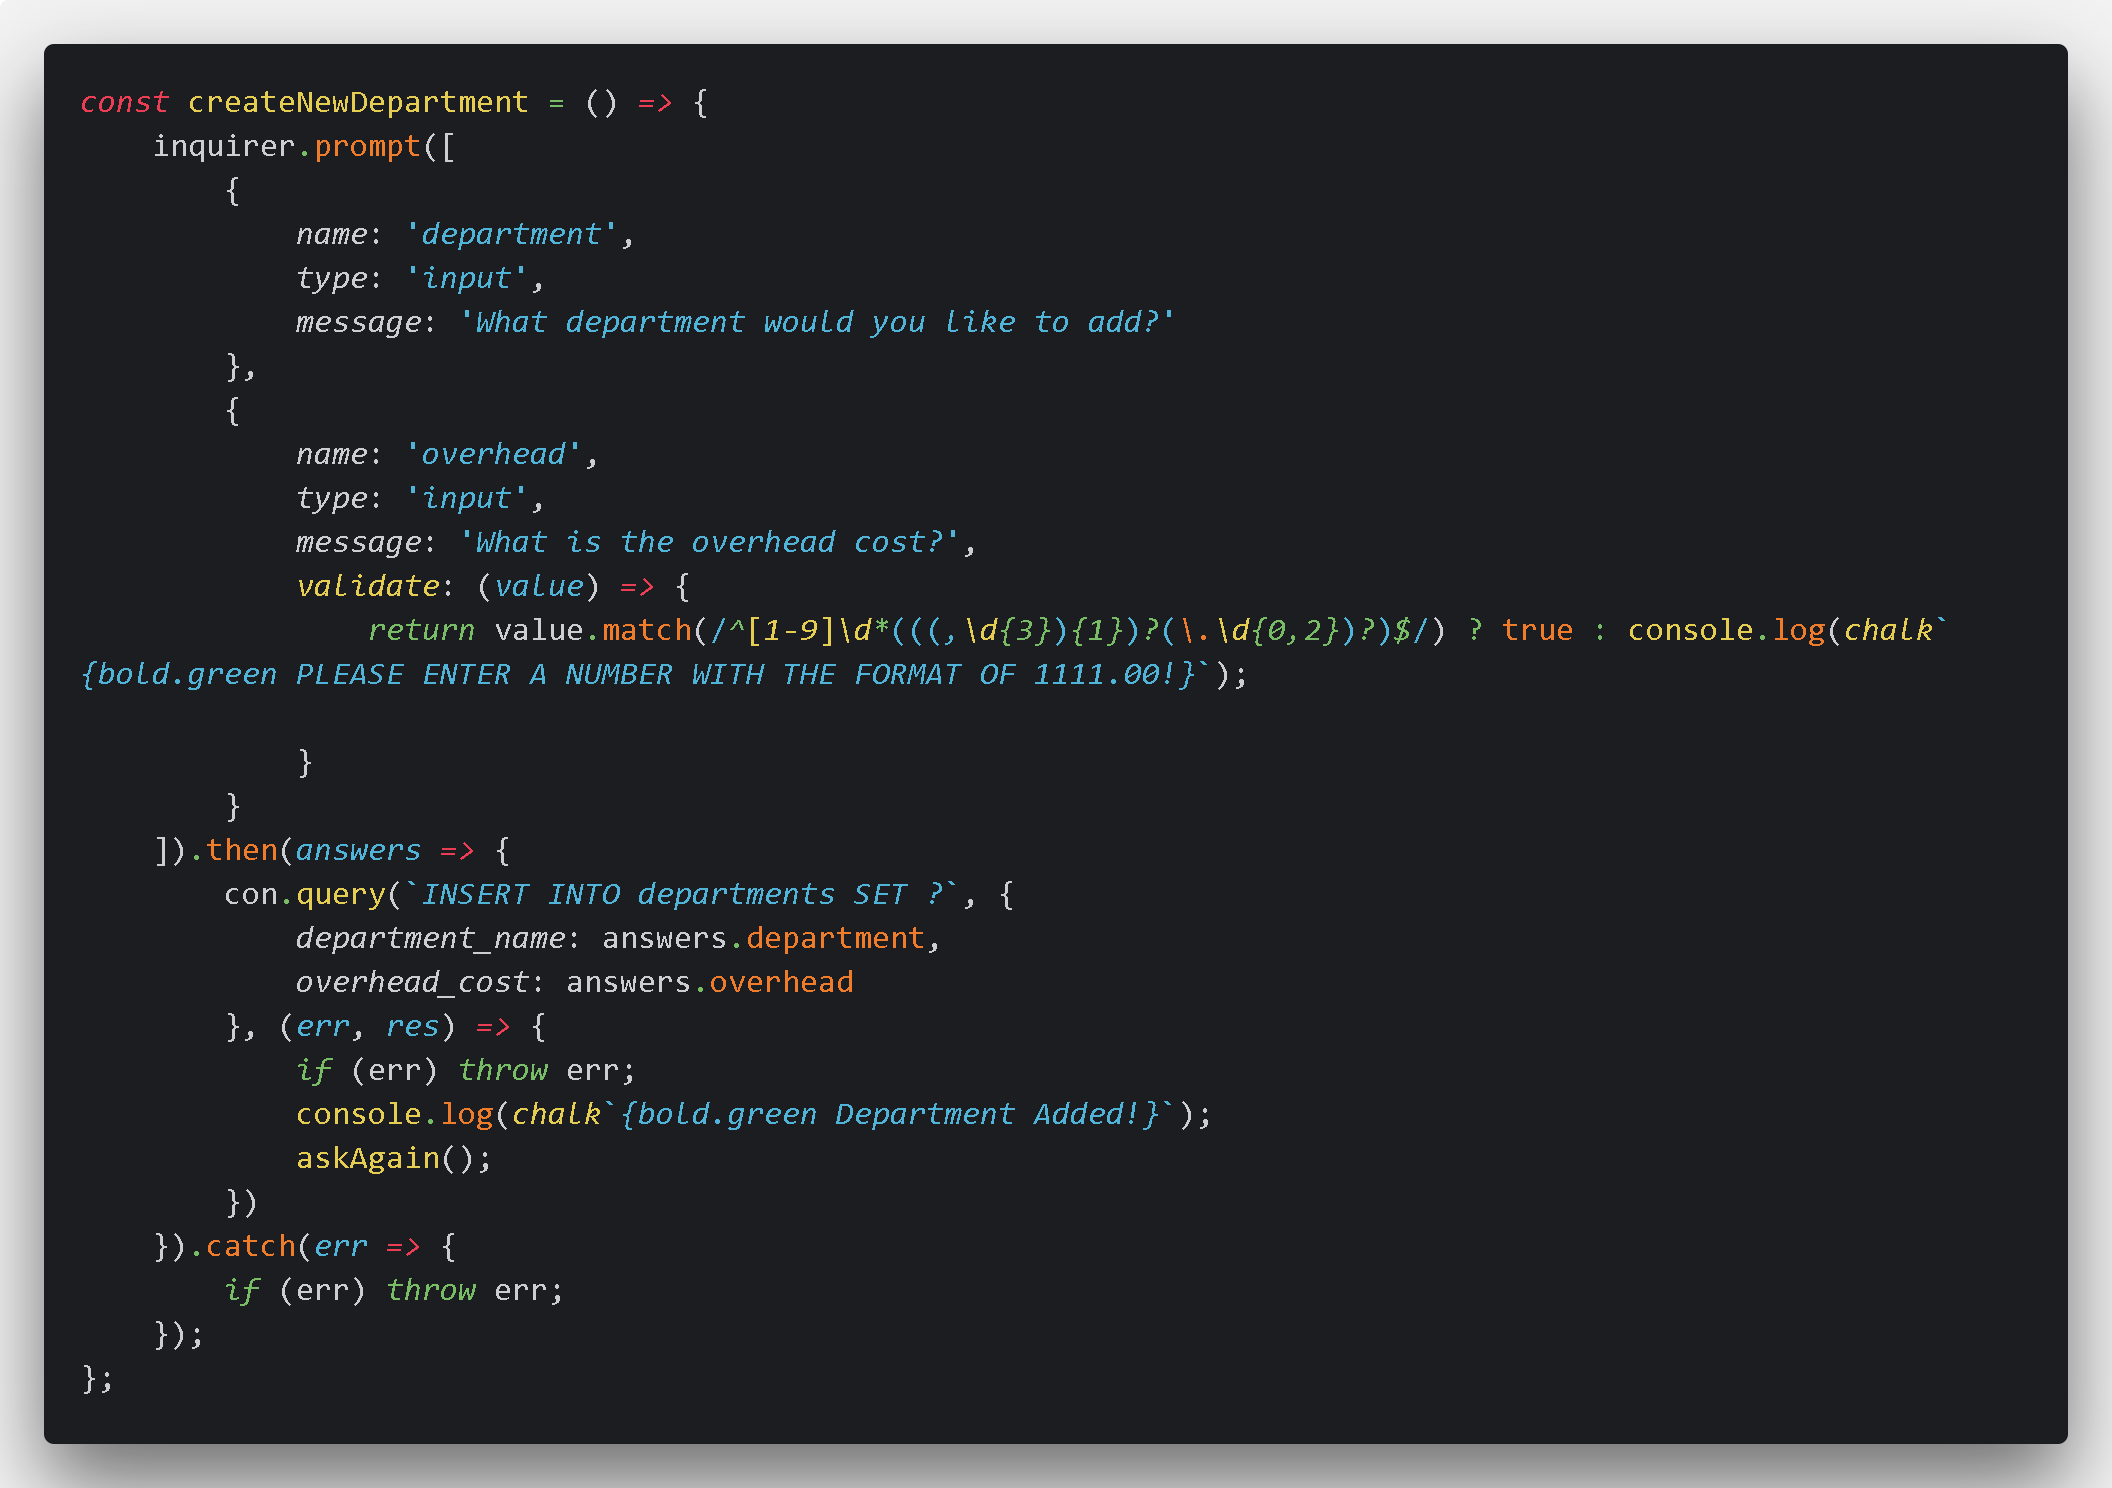 const createNewDepartment = () => {
    inquirer.prompt([
        {
            name: 'department',
            type: 'input',
            message: 'What department would you like to add?'
        },
        {
            name: 'overhead',
            type: 'input',
            message: 'What is the overhead cost?',
            validate: (value) => {
                return value.match(/^[1-9]\d*(((,\d{3}){1})?(\.\d{0,2})?)$/) ? true : console.log(chalk`
{bold.green PLEASE ENTER A NUMBER WITH THE FORMAT OF 1111.00!}`);

            }
        }
    ]).then(answers => {
        con.query(`INSERT INTO departments SET ?`, {
            department_name: answers.department,
            overhead_cost: answers.overhead
        }, (err, res) => {
            if (err) throw err;
            console.log(chalk`{bold.green Department Added!}`);
            askAgain();
        })
    }).catch(err => {
        if (err) throw err;
    });
};